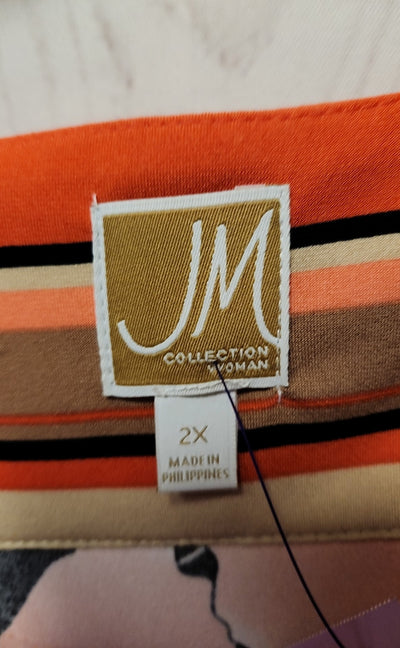 JM
COLLECTION
WOMAN
2X
MADE IN
PHILIPPINES